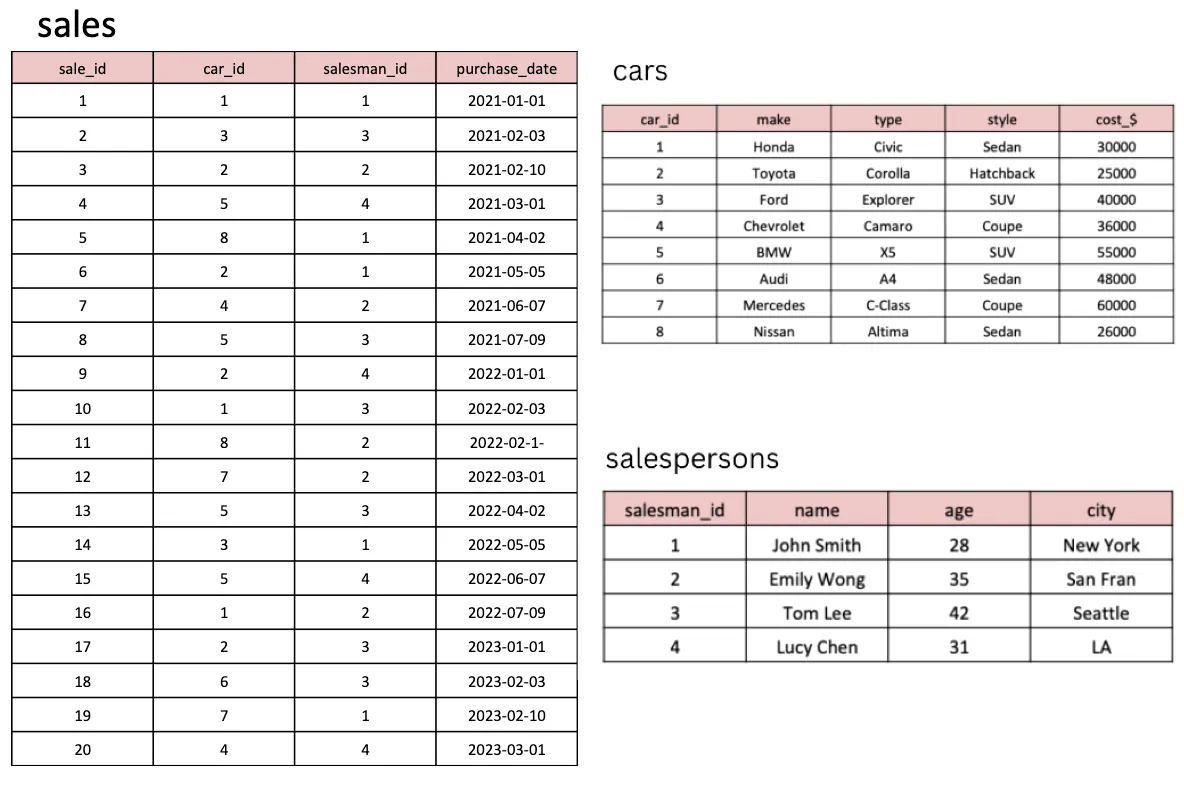 sales
sale_id car_id salesman_id purchase_date
1 1 1 2021-01-01
2 3 3 2021-02-03
3 2 2 2021-02-10
4 5 4 2021-03-01
5 8 1 2021-04-02
6 2 1 2021-05-05
7 4 2 2021-06-07
8 5 3 2021-07-09
9 2 4 2022-01-01
10 1 3 2022-02-03
11 8 2 2022-02-1-
12 7 2 2022-03-01
13 5 3 2022-04-02
14 3 1 2022-05-05
15 5 4 2022-06-07
16 1 2 2022-07-09
17 2 3 2023-01-01
18 6 3 2023-02-03
19 7 1 2023-02-10
20 4 4 2023-03-01
cars
car_id make type style cost_$
1 Honda Civic Sedan 30000
2 Toyota Corolla Hatchback 25000
3 Ford Explorer SUV 40000
4 Chevrolet Camaro Coupe 36000
5 BMW X5 SUV 55000
6 Audi A4 Sedan 48000
7 Mercedes C-Class Coupe 60000
8 Nissan Altima Sedan 26000
salespersons
salesman_id name age city
1 John Smith 28 New York
2 Emily Wong 35 San Fran
3 Tom Lee 42 Seattle
4 Lucy Chen 31 LA